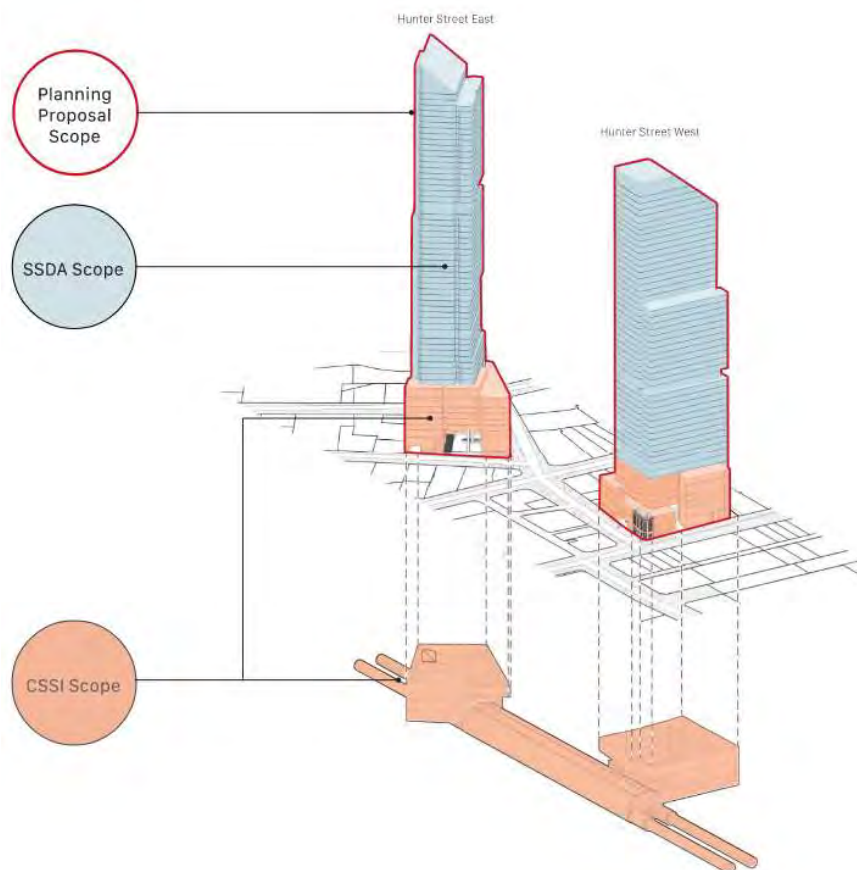 Hunter Street East
Planning
Proposal
Scope
Hunter Street West
SSDA Scope
CSSI Scope